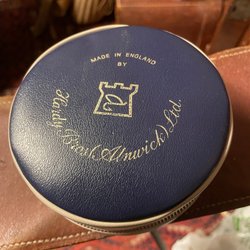 MADE IN ENGLAND
BY
Hardy Bros (Alnwick) Ltd.